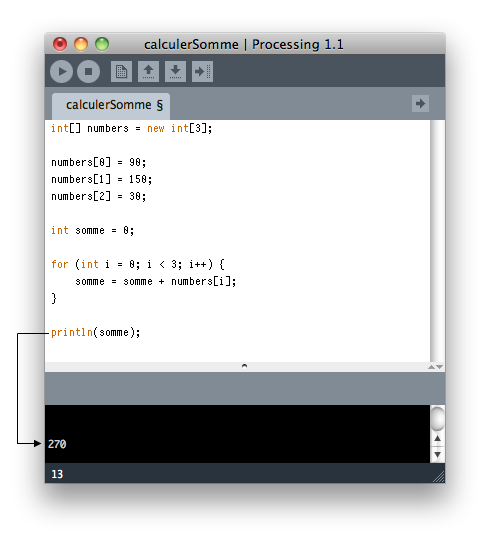 calculerSomme | Processing 1.1
calculerSomme §
int[] numbers = new int[3];
numbers[0] = 90;
numbers[1] = 150;
numbers[2] = 30;
int somme = 0;
for (int i = 0; i < 3; i++) {
somme = somme + numbers[i];
}
println(somme);
270
13